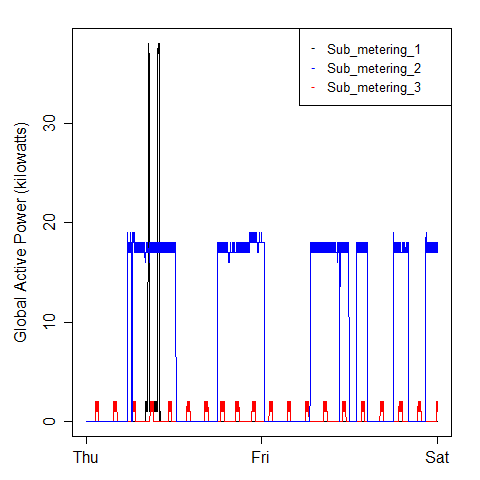 Sub_metering_1
Sub_metering_2
Sub_metering_3
Global Active Power (kilowatts)
30
20
10
0
Thu Fri Sat